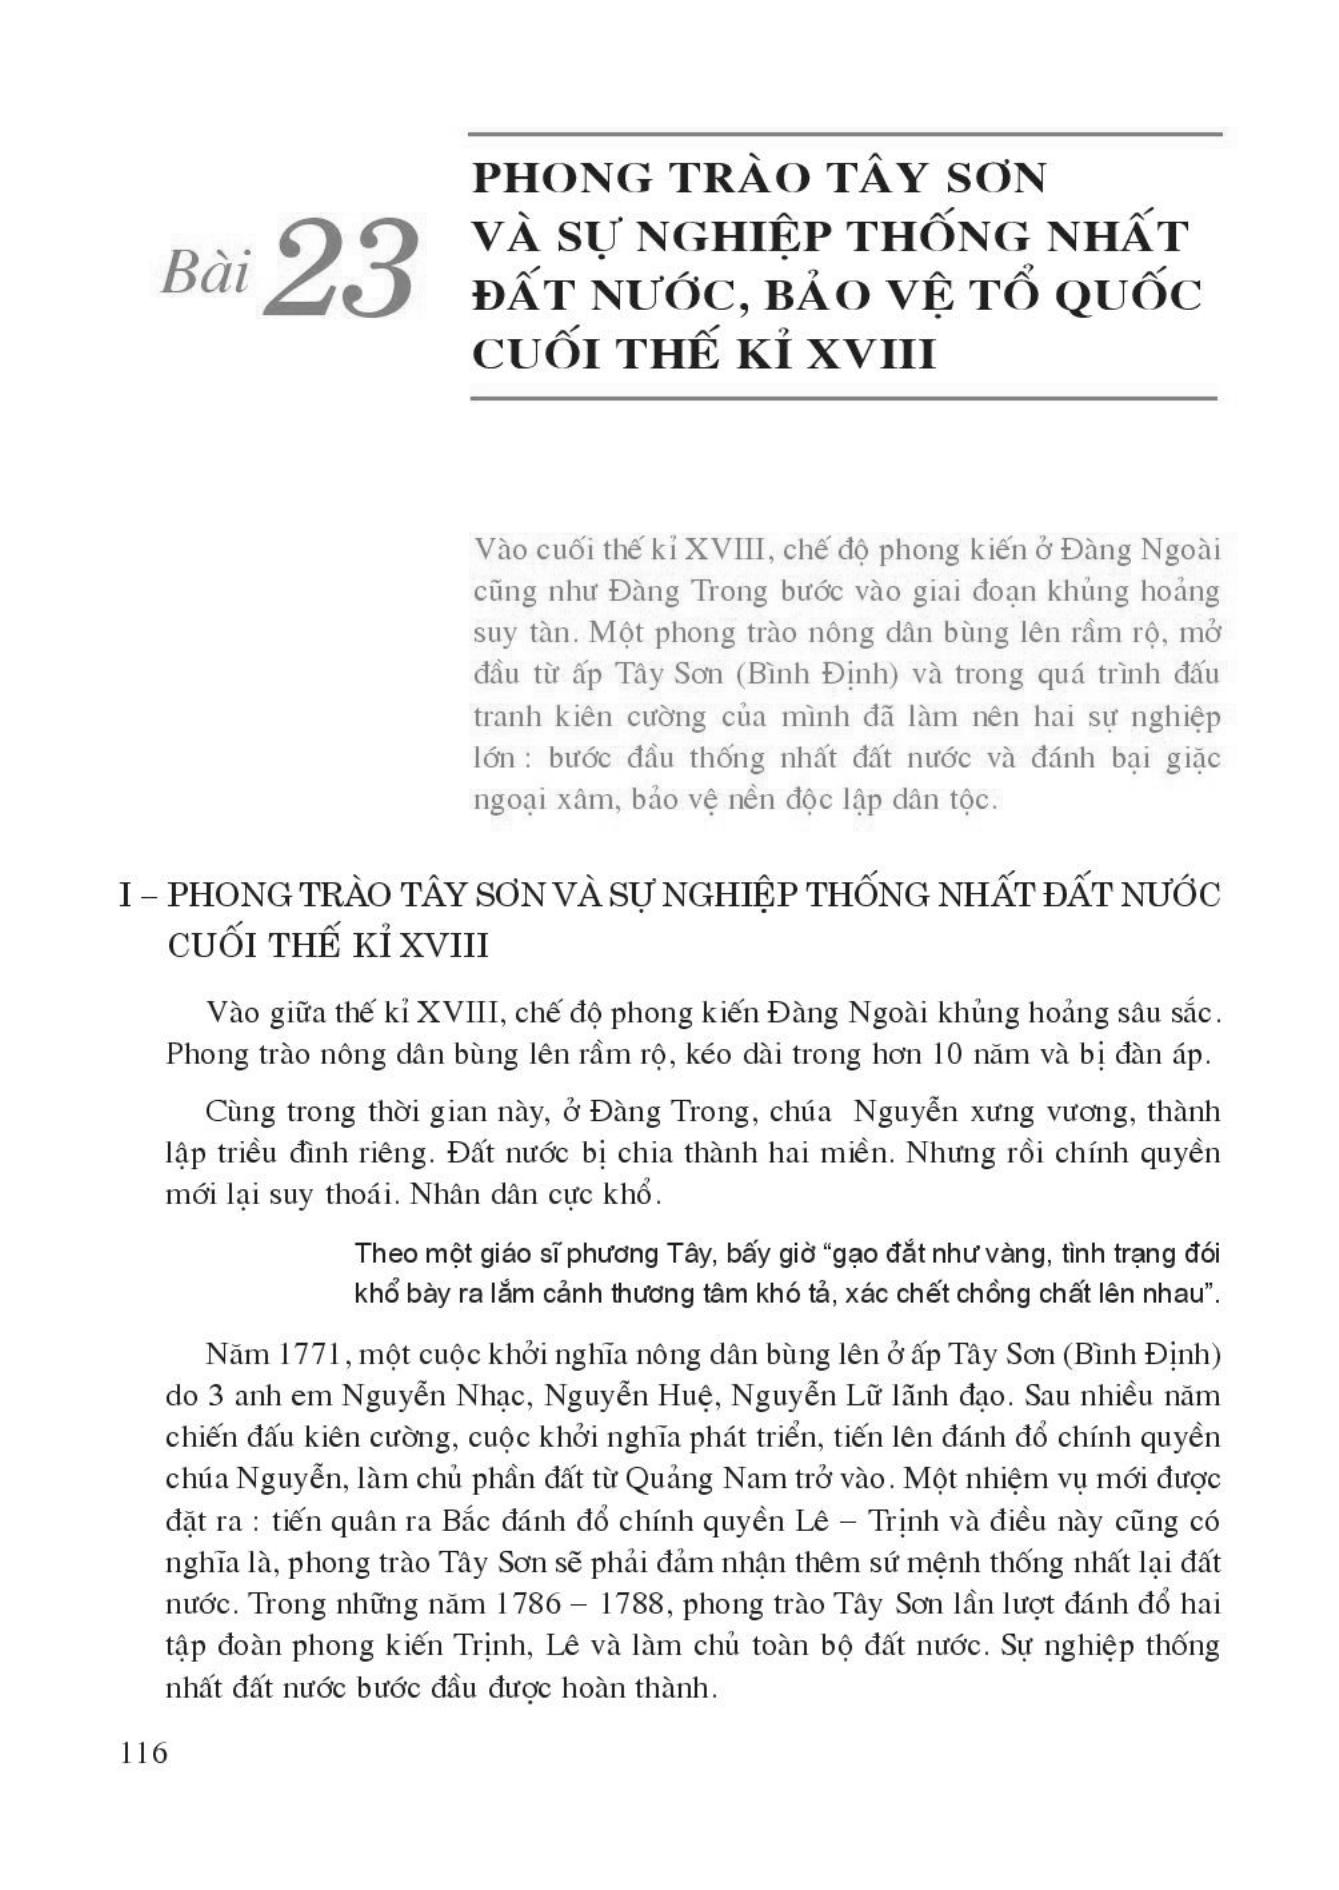 Bài 23
PHONG TRÀO TÂY SƠN
VÀ SỰ NGHIỆP THỐNG NHẤT
ĐẤT NƯỚC, BẢO VỆ TỔ QUỐC
CUỐI THẾ KỈ XVIII
Vào cuối thế kỉ XVIII, chế độ phong kiến ở Đàng Ngoài
cũng như Đàng Trong bước vào giai đoạn khủng hoảng
suy tàn. Một phong trào nông dân bùng lên rầm rộ, mở
đầu từ ấp Tây Sơn (Bình Định) và trong quá trình đấu
tranh kiên cường của mình đã làm nên hai sự nghiệp
lớn : bước đầu thống nhất đất nước và đánh bại giặc
ngoại xâm, bảo vệ nền độc lập dân tộc.
I – PHONG TRÀO TÂY SƠN VÀ SỰ NGHIỆP THỐNG NHẤT ĐẤT NƯỚC
CUỐI THẾ KỈ XVIII
Vào giữa thế kỉ XVIII, chế độ phong kiến Đàng Ngoài khủng hoảng sâu sắc.
Phong trào nông dân bùng lên rầm rộ, kéo dài trong hơn 10 năm và bị đàn áp.
Cùng trong thời gian này, ở Đàng Trong, chúa Nguyễn xưng vương, thành
lập triều đình riêng. Đất nước bị chia thành hai miền. Nhưng rồi chính quyền
mới lại suy thoái. Nhân dân cực khổ.
Theo một giáo sĩ phương Tây, bấy giờ “gạo đắt như vàng, tình trạng đói
khổ bày ra lắm cảnh thương tâm khó tả, xác chết chồng chất lên nhau”.
Năm 1771, một cuộc khởi nghĩa nông dân bùng lên ở ấp Tây Sơn (Bình Định)
do 3 anh em Nguyễn Nhạc, Nguyễn Huệ, Nguyễn Lữ lãnh đạo. Sau nhiều năm
chiến đấu kiên cường, cuộc khởi nghĩa phát triển, tiến lên đánh đổ chính quyền
chúa Nguyễn, làm chủ phần đất từ Quảng Nam trở vào. Một nhiệm vụ mới được
đặt ra : tiến quân ra Bắc đánh đổ chính quyền Lê – Trịnh và điều này cũng có
nghĩa là, phong trào Tây Sơn sẽ phải đảm nhận thêm sứ mệnh thống nhất lại đất
nước. Trong những năm 1786 – 1788, phong trào Tây Sơn lần lượt đánh đổ hai
tập đoàn phong kiến Trịnh, Lê và làm chủ toàn bộ đất nước. Sự nghiệp thống
nhất đất nước bước đầu được hoàn thành.
116